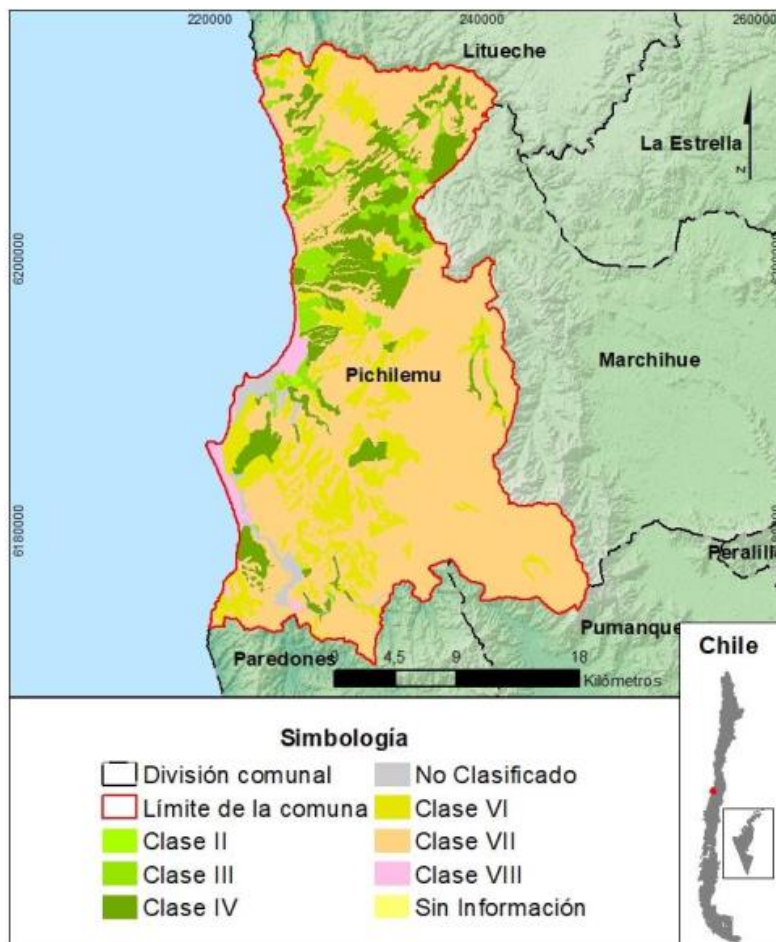 220000
240000
260000
Litueche
La Estrella
N
6200000
Marchihue
Pichilemu
6180000
Peralill
Pumanque
Paredones
0 4,5 9 18
Kilómetros
Chile
Simbología
División comunal
Límite de la comuna
Clase II
Clase III
Clase IV
No Clasificado
Clase VI
Clase VII
Clase VIII
Sin Información